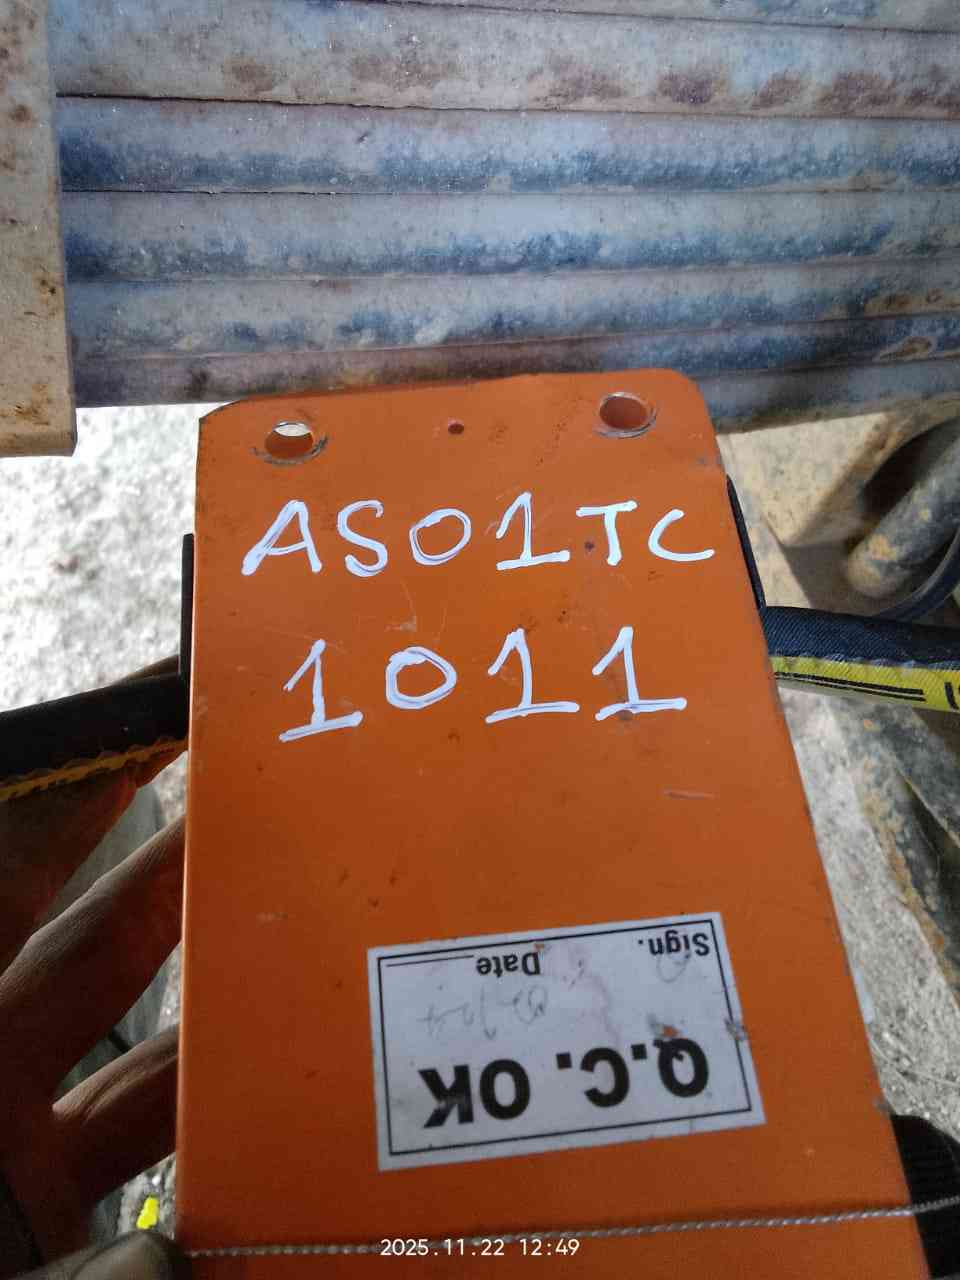 AS01TC
1011
Sign. Date
Q.C. OK
2025.11.22 12:49